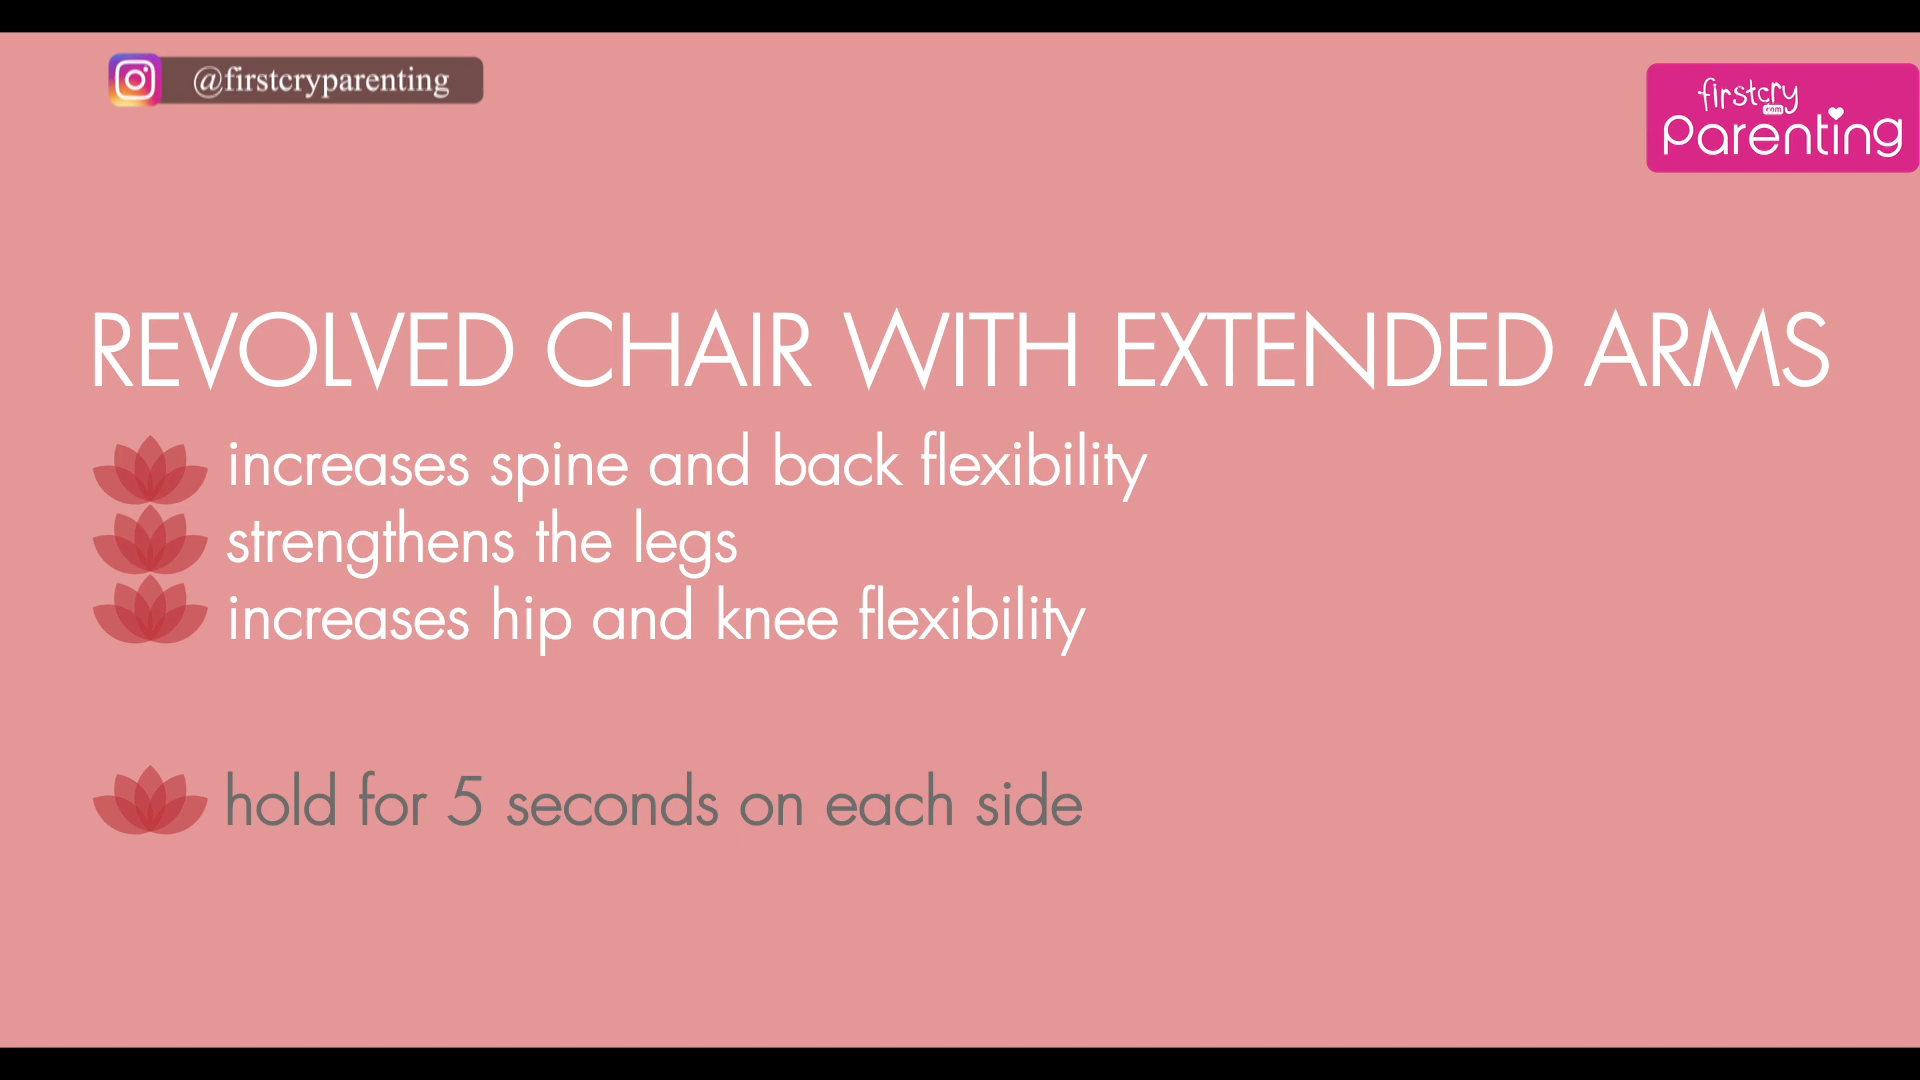 @firstcryparenting
firstcry
.com
Parenting
REVOLVED CHAIR WITH EXTENDED ARMS
increases spine and back flexibility
strengthens the legs
increases hip and knee flexibility
hold for 5 seconds on each side